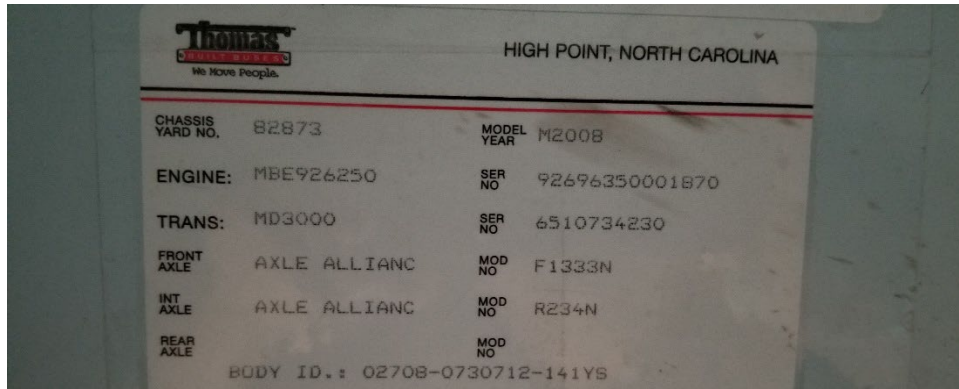 Thomas
BUILT BUSES
We Move People.
HIGH POINT, NORTH CAROLINA
CHASSIS YARD NO. 82873 MODEL YEAR M2008
ENGINE: MBE926250 SER NO 92696350001870
TRANS: MD3000 SER NO 6510734230
FRONT AXLE AXLE ALLIANC MOD NO F1333N
INT AXLE AXLE ALLIANC MOD NO R234N
REAR AXLE MOD NO
BODY ID.: 02708-0730712-141YS